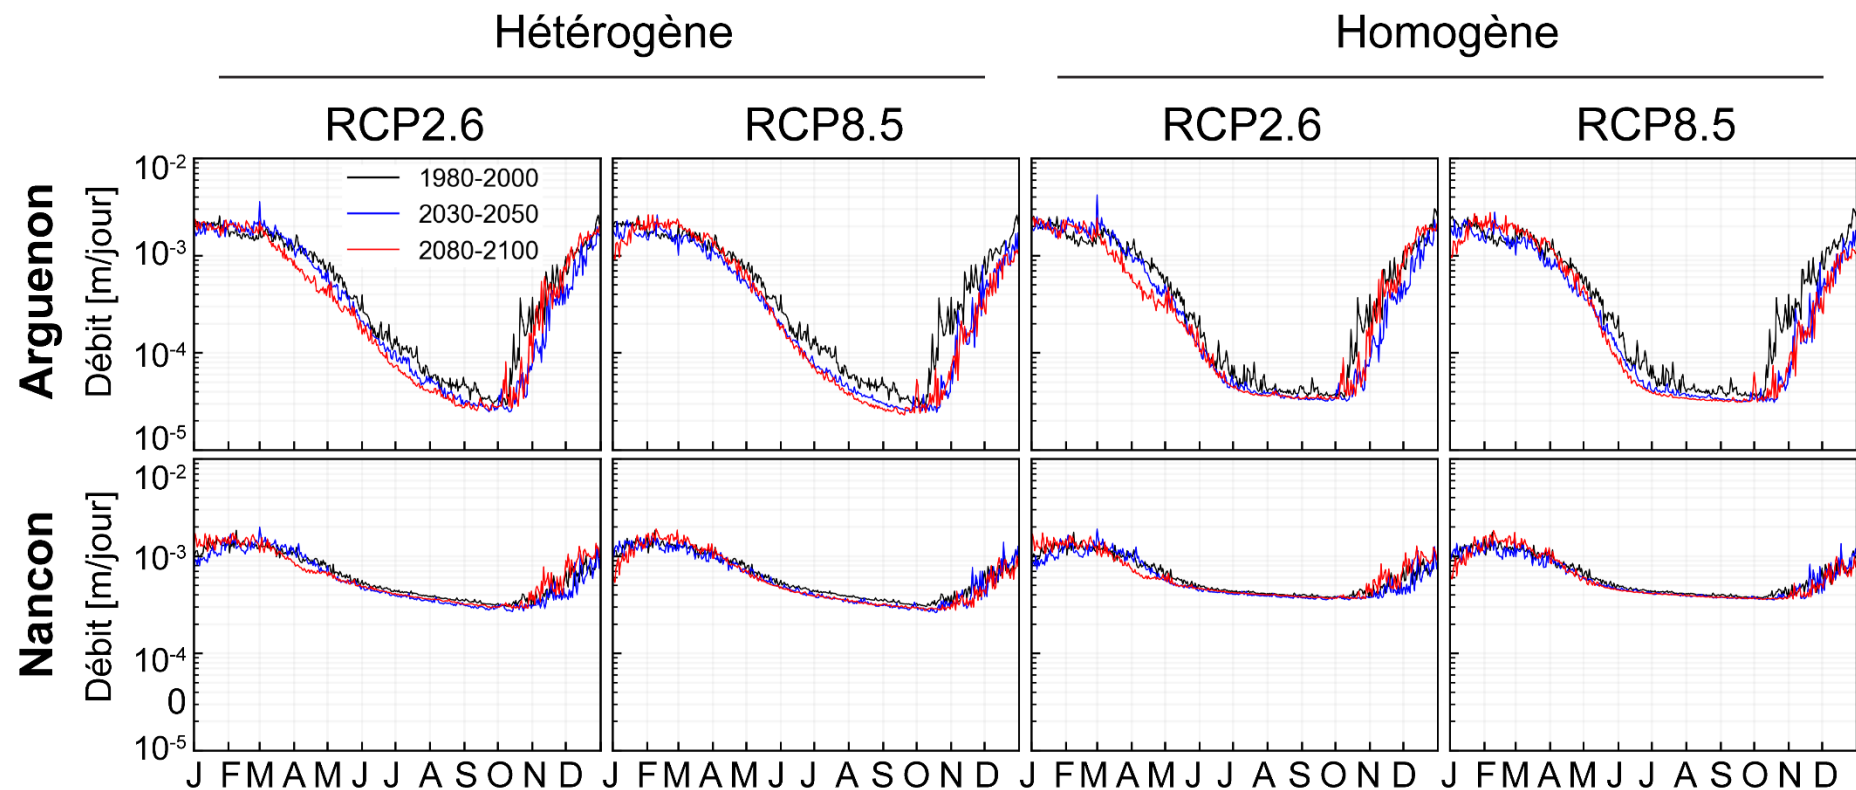 Hétérogène Homogène
RCP2.6 RCP8.5 RCP2.6 RCP8.5
Arguenon
Débit [m/jour]
10-2
10-3
10-4
10-5
1980-2000
2030-2050
2080-2100
Nancon
Débit [m/jour]
10-2
10-3
10-4
0
10-5
J F M A M J J A S O N D J F M A M J J A S O N D J F M A M J J A S O N D J F M A M J J A S O N D